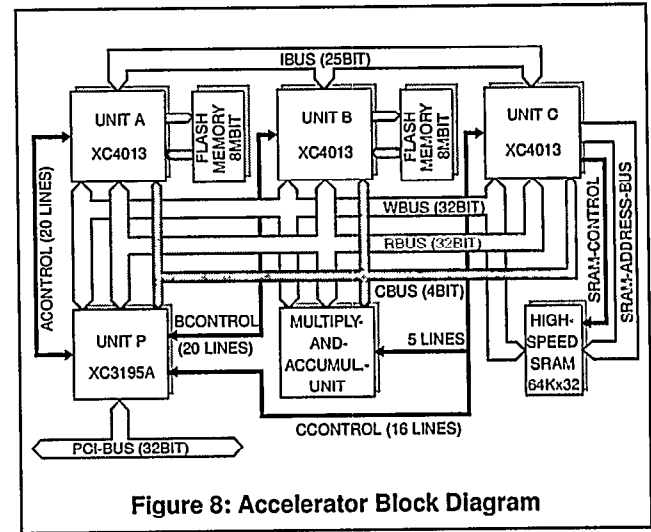 IBUS (25BIT)
UNIT A
XC4013
FLASH
MEMORY
8MBIT
UNIT B
XC4013
FLASH
MEMORY
8MBIT
UNIT C
XC4013
ACONTROL (20 LINES)
WBUS (32BIT)
RBUS (32BIT)
CBUS (4BIT)
SRAM-CONTROL
SRAM-ADDRESS-BUS
UNIT P
XC3195A
BCONTROL
(20 LINES)
MULTIPLY-
AND-
ACCUMUL.-
UNIT
5 LINES
HIGH-
SPEED
SRAM
64Kx32
CCONTROL (16 LINES)
PCI-BUS (32BIT)
Figure 8: Accelerator Block Diagram